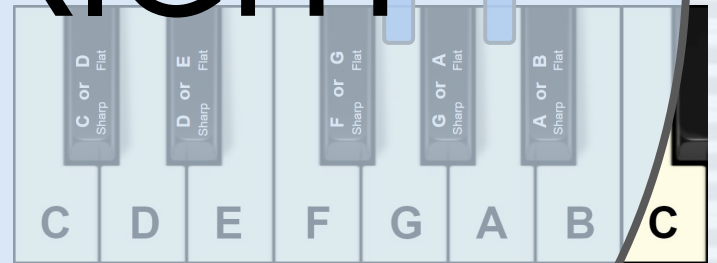 C Sharp or D Flat
D Sharp or E Flat
F Sharp or G Flat
G Sharp or A Flat
A Sharp or B Flat
C D E F G A B C